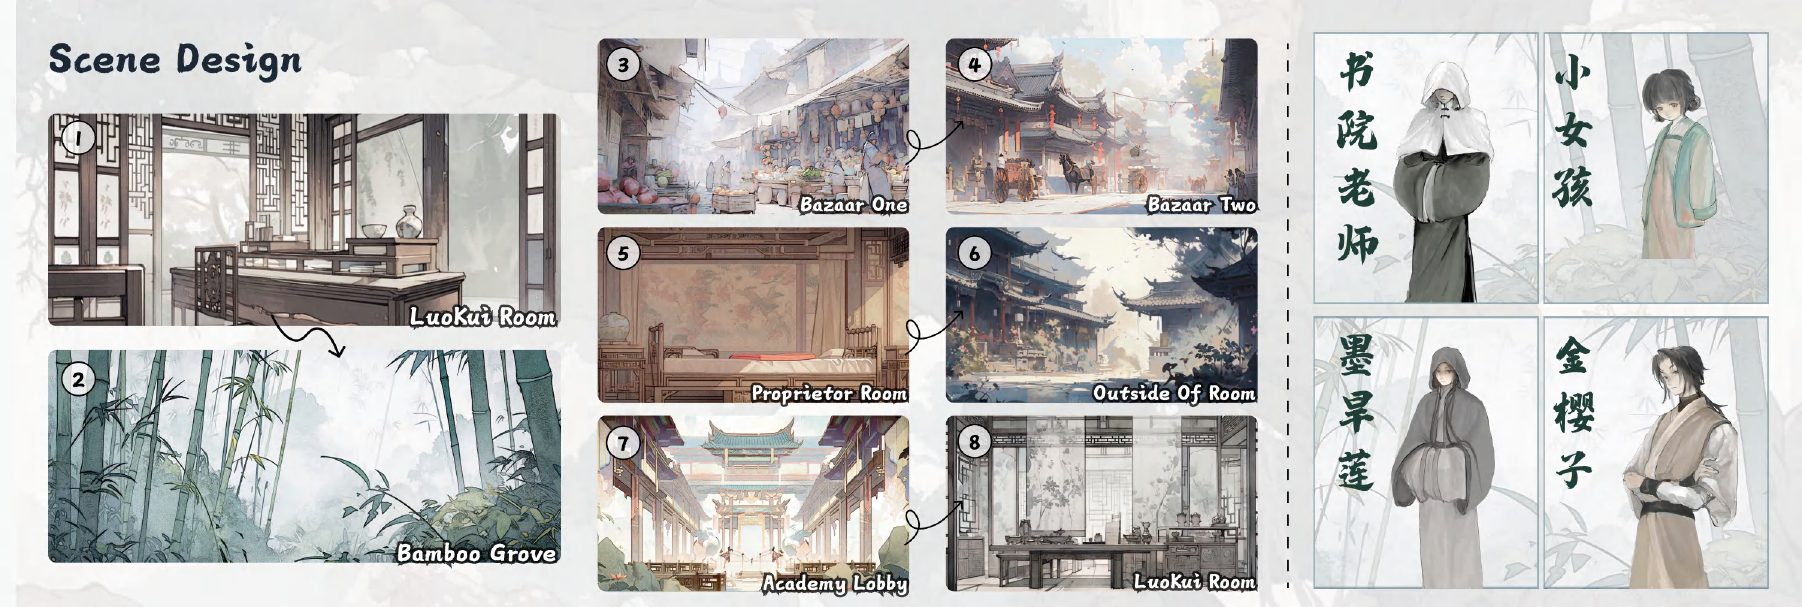 Scene Design
1
LuoKui Room
2
Bamboo Grove
3
Bazaar One
4
Bazaar Two
5
Proprietor Room
6
Outside Of Room
7
Academy Lobby
8
LuoKui Room
书院老师
小女孩
墨旱莲
金樱子